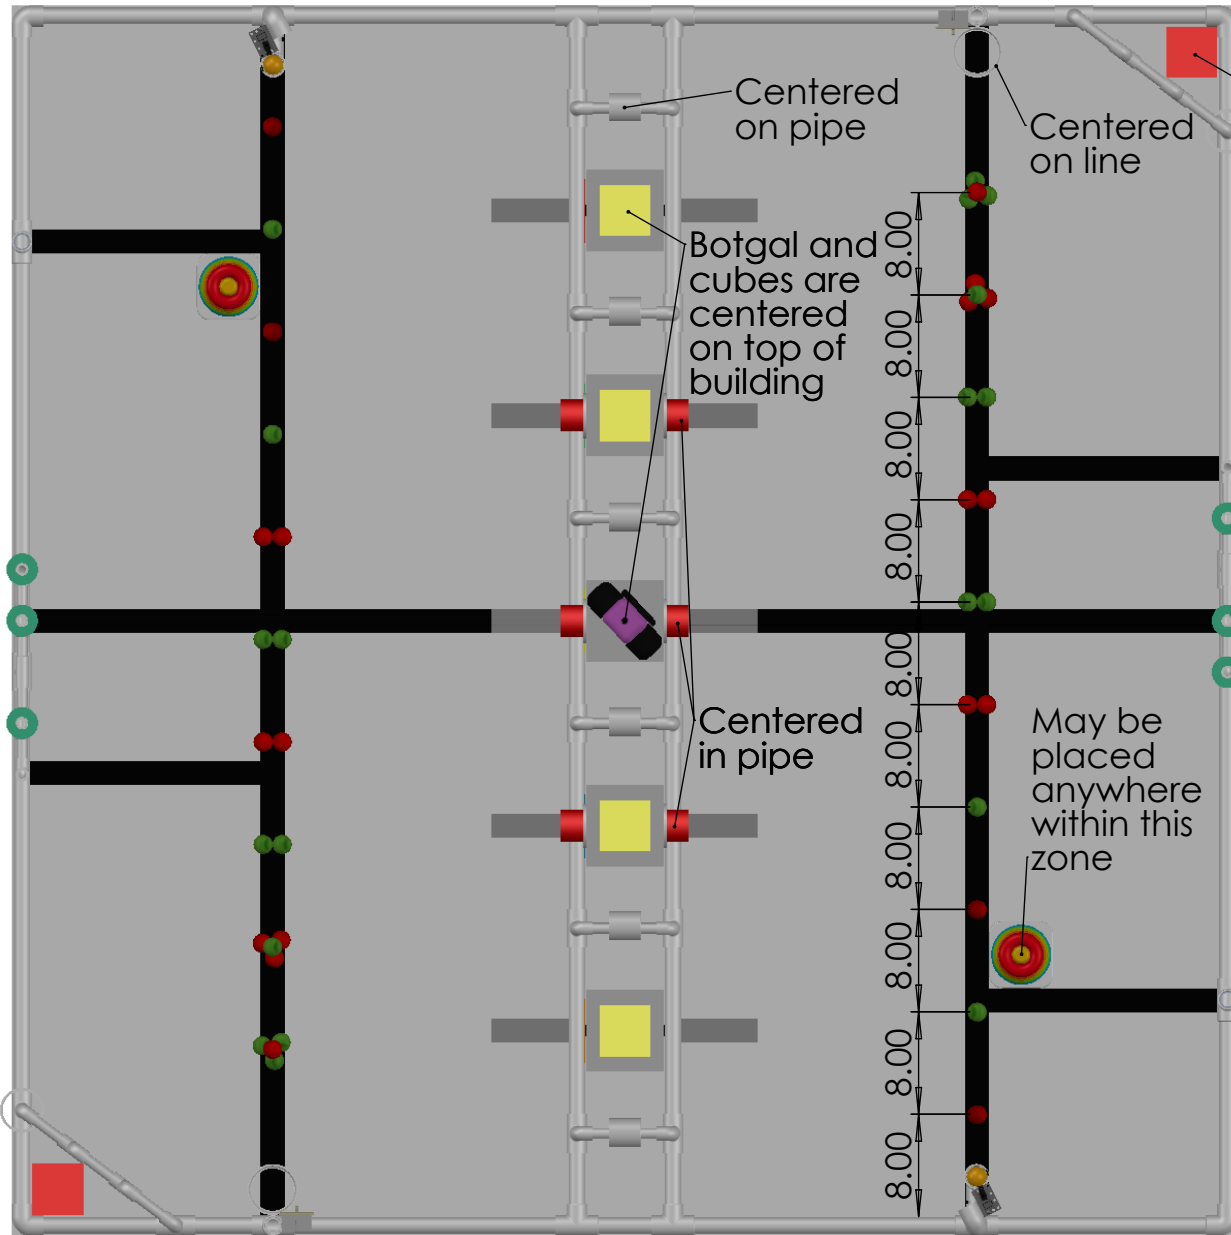 Centered
on pipe
Centered
on line
Botgal and
cubes are
centered
on top of
building
8.00
8.00
8.00
8.00
8.00
8.00
8.00
8.00
8.00
8.00
Centered
in pipe
May be
placed
anywhere
within this
zone